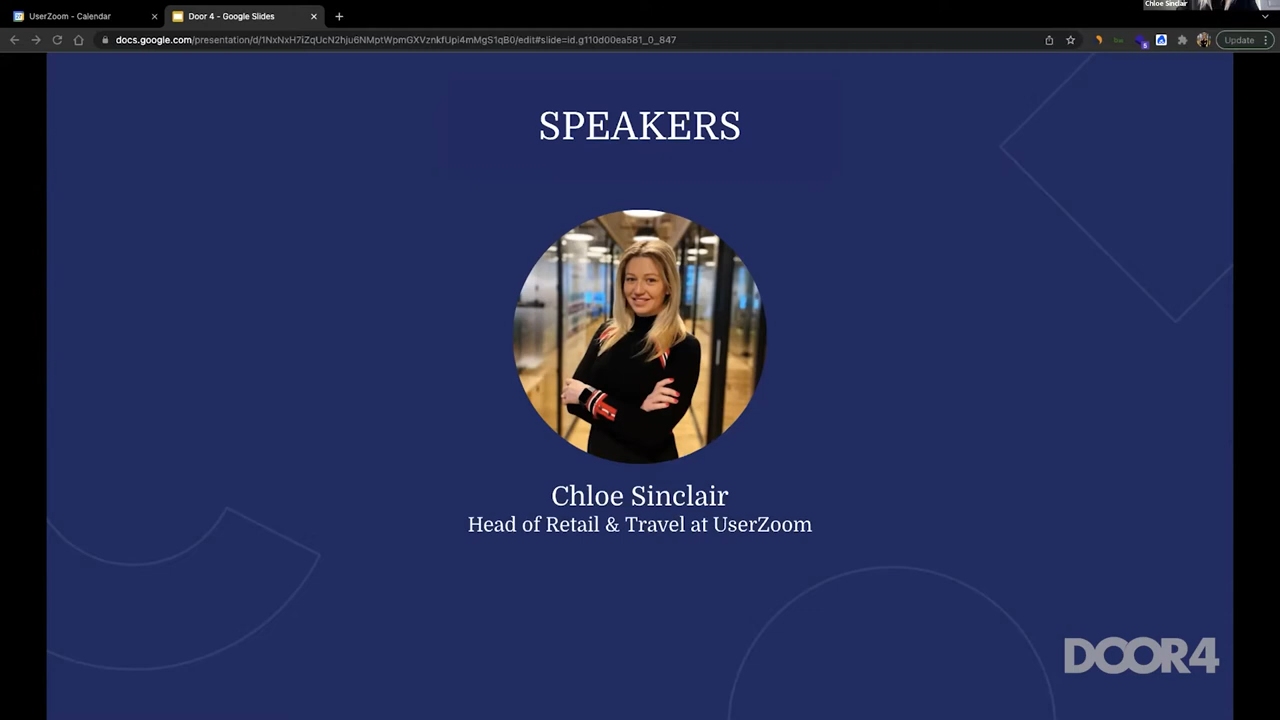 Chloe Sinclair
UserZoom - Calendar
Door 4 - Google Slides
docs.google.com/presentation/d/1NxNxH7iZqUcN2hju6NMptWpmGXVznkfUpi4mMgS1qB0/edit#slide=id.g110d00ea581_0_847
Update
SPEAKERS
Chloe Sinclair
Head of Retail & Travel at UserZoom
DOOR4